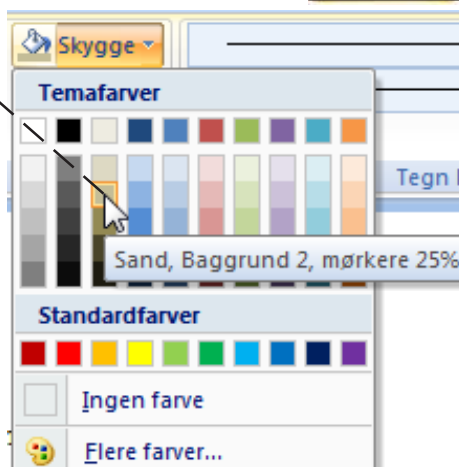 Skygge
Temafarver
Tegn
Sand, Baggrund 2, mørkere 25%
Standardfarver
Ingen farve
Flere farver...